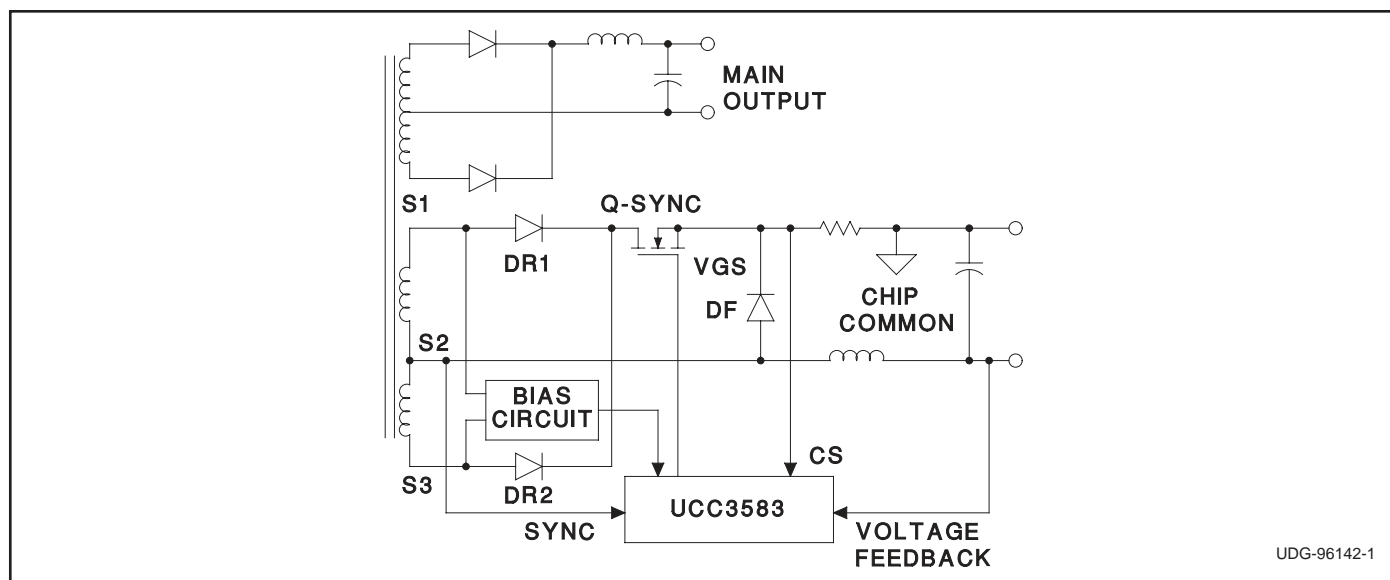 MAIN
OUTPUT
S1
Q-SYNC
DR1
VGS
DF
CHIP
COMMON
S2
BIAS
CIRCUIT
CS
S3
DR2
UCC3583
SYNC
VOLTAGE
FEEDBACK
UDG-96142-1